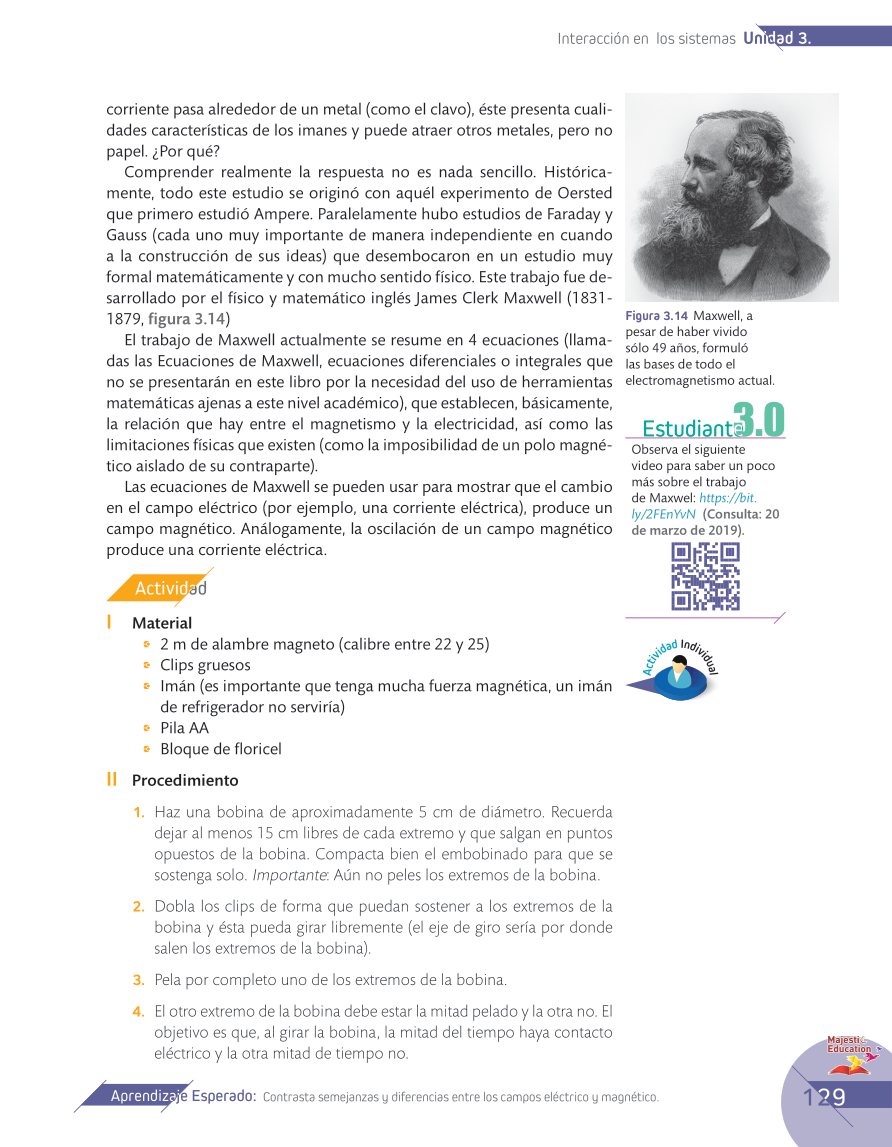 Interacción en los sistemas Unidad 3.
corriente pasa alrededor de un metal (como el clavo), éste presenta cuali-
dades características de los imanes y puede atraer otros metales, pero no
papel. ¿Por qué?
Comprender realmente la respuesta no es nada sencillo. Histórica-
mente, todo este estudio se originó con aquél experimento de Oersted
que primero estudió Ampere. Paralelamente hubo estudios de Faraday y
Gauss (cada uno muy importante de manera independiente en cuando
a la construcción de sus ideas) que desembocaron en un estudio muy
formal matemáticamente y con mucho sentido físico. Este trabajo fue de-
sarrollado por el físico y matemático inglés James Clerk Maxwell (1831-
1879, figura 3.14)
El trabajo de Maxwell actualmente se resume en 4 ecuaciones (llama-
das las Ecuaciones de Maxwell, ecuaciones diferenciales o integrales que
no se presentarán en este libro por la necesidad del uso de herramientas
matemáticas ajenas a este nivel académico), que establecen, básicamente,
la relación que hay entre el magnetismo y la electricidad, así como las
limitaciones físicas que existen (como la imposibilidad de un polo magné-
tico aislado de su contraparte).
Las ecuaciones de Maxwell se pueden usar para mostrar que el cambio
en el campo eléctrico (por ejemplo, una corriente eléctrica), produce un
campo magnético. Análogamente, la oscilación de un campo magnético
produce una corriente eléctrica.
Figura 3.14 Maxwell, a
pesar de haber vivido
sólo 49 años, formuló
las bases de todo el
electromagnetismo actual.
Estudiant@ 3.0
Observa el siguiente
video para saber un poco
más sobre el trabajo
de Maxwel: https://bit.
ly/2FEnYvN (Consulta: 20
de marzo de 2019).
Actividad
Actividad Individual
I Material
2 m de alambre magneto (calibre entre 22 y 25)
Clips gruesos
Imán (es importante que tenga mucha fuerza magnética, un imán
de refrigerador no serviría)
Pila AA
Bloque de floricel
II Procedimiento
1. Haz una bobina de aproximadamente 5 cm de diámetro. Recuerda
dejar al menos 15 cm libres de cada extremo y que salgan en puntos
opuestos de la bobina. Compacta bien el embobinado para que se
sostenga solo. Importante: Aún no peles los extremos de la bobina.
2. Dobla los clips de forma que puedan sostener a los extremos de la
bobina y ésta pueda girar libremente (el eje de giro sería por donde
salen los extremos de la bobina).
3. Pela por completo uno de los extremos de la bobina.
4. El otro extremo de la bobina debe estar la mitad pelado y la otra no. El
objetivo es que, al girar la bobina, la mitad del tiempo haya contacto
eléctrico y la otra mitad de tiempo no.
Majestic
Education
Aprendizaje Esperado: Contrasta semejanzas y diferencias entre los campos eléctrico y magnético.
129